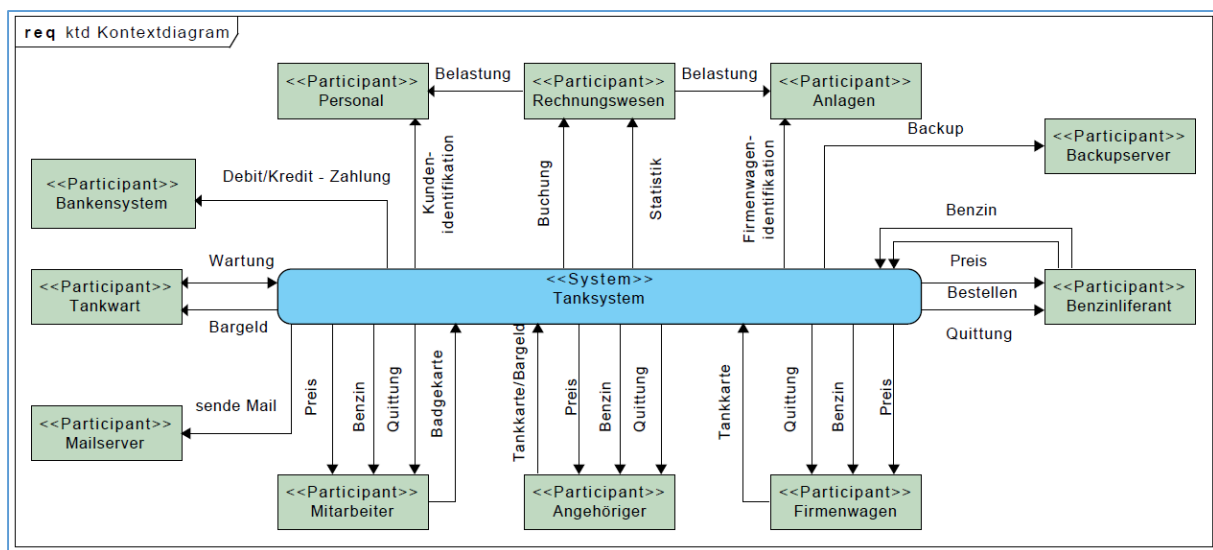 req ktd Kontextdiagram
<<Participant>>
Personal
Belastung
<<Participant>>
Rechnungswesen
Belastung
<<Participant>>
Anlagen
Backup
<<Participant>>
Backupserver
<<Participant>>
Bankensystem
Debit/Kredit - Zahlung
Kunden-
identifikation
Buchung
Statistik
Firmenwagen-
identifikation
Benzin
Wartung
<<Participant>>
Tankwart
Bargeld
<<System>>
Tanksystem
Preis
Bestellen
<<Participant>>
Benzinliferant
Quittung
sende Mail
<<Participant>>
Mailserver
Preis
Benzin
Quittung
Badgekarte
Tankkarte/Bargeld
Preis
Benzin
Quittung
Tankkarte
Quittung
Benzin
Preis
<<Participant>>
Mitarbeiter
<<Participant>>
Angehöriger
<<Participant>>
Firmenwagen